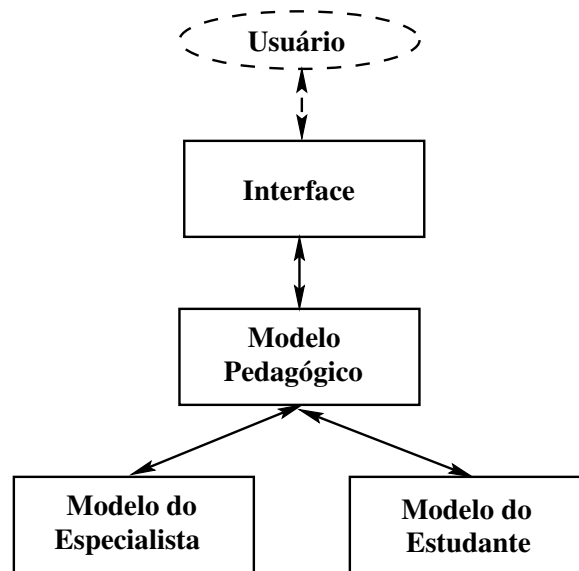 Usuário
Interface
Modelo
Pedagógico
Modelo do
Especialista
Modelo do
Estudante